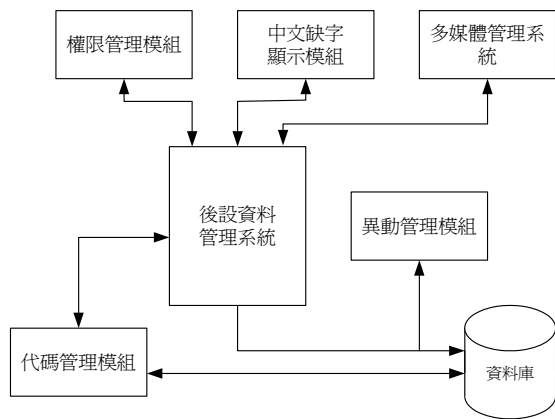 權限管理模組
中文缺字
顯示模組
多媒體管理系
統
後設資料
管理系統
異動管理模組
代碼管理模組
資料庫